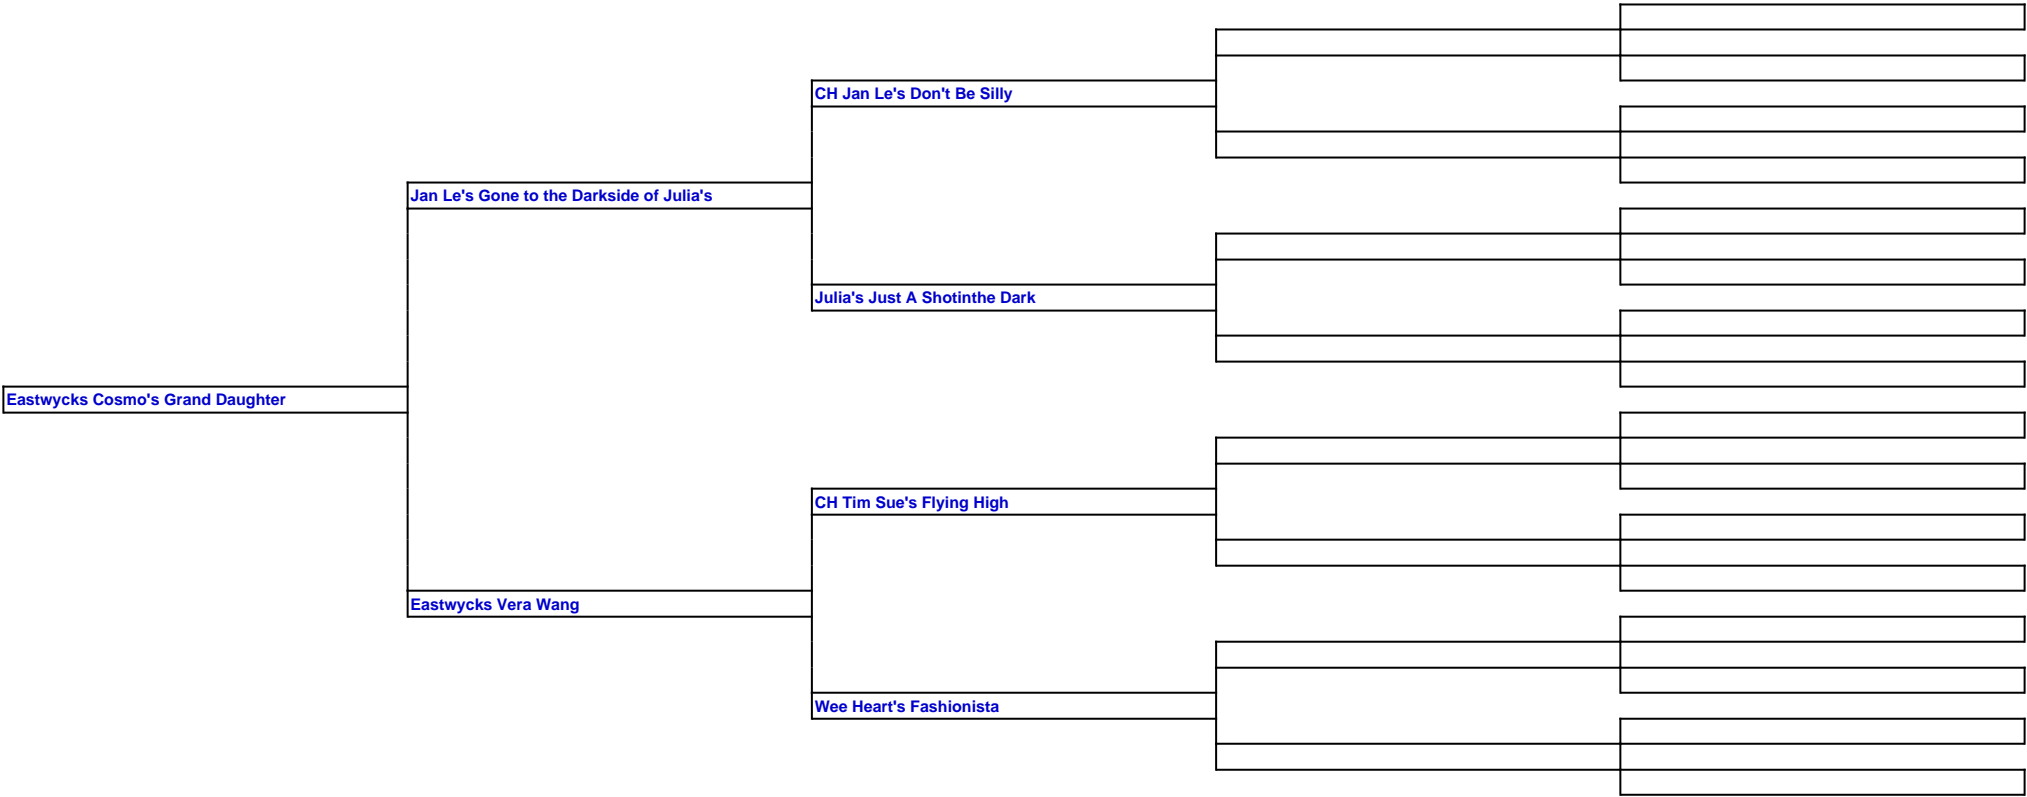 CH Jan Le's Don't Be Silly
Jan Le's Gone to the Darkside of Julia's
Julia's Just A Shotinthe Dark
Eastwycks Cosmo's Grand Daughter
CH Tim Sue's Flying High
Eastwycks Vera Wang
Wee Heart's Fashionista